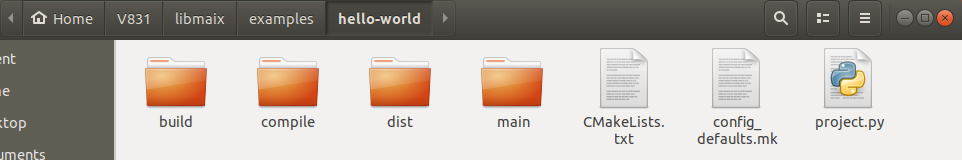 Home V831 libmaix examples hello-world
ent
ne
ktop
uments
build compile dist main CMakeLists. config_ project.py
txt defaults.mk